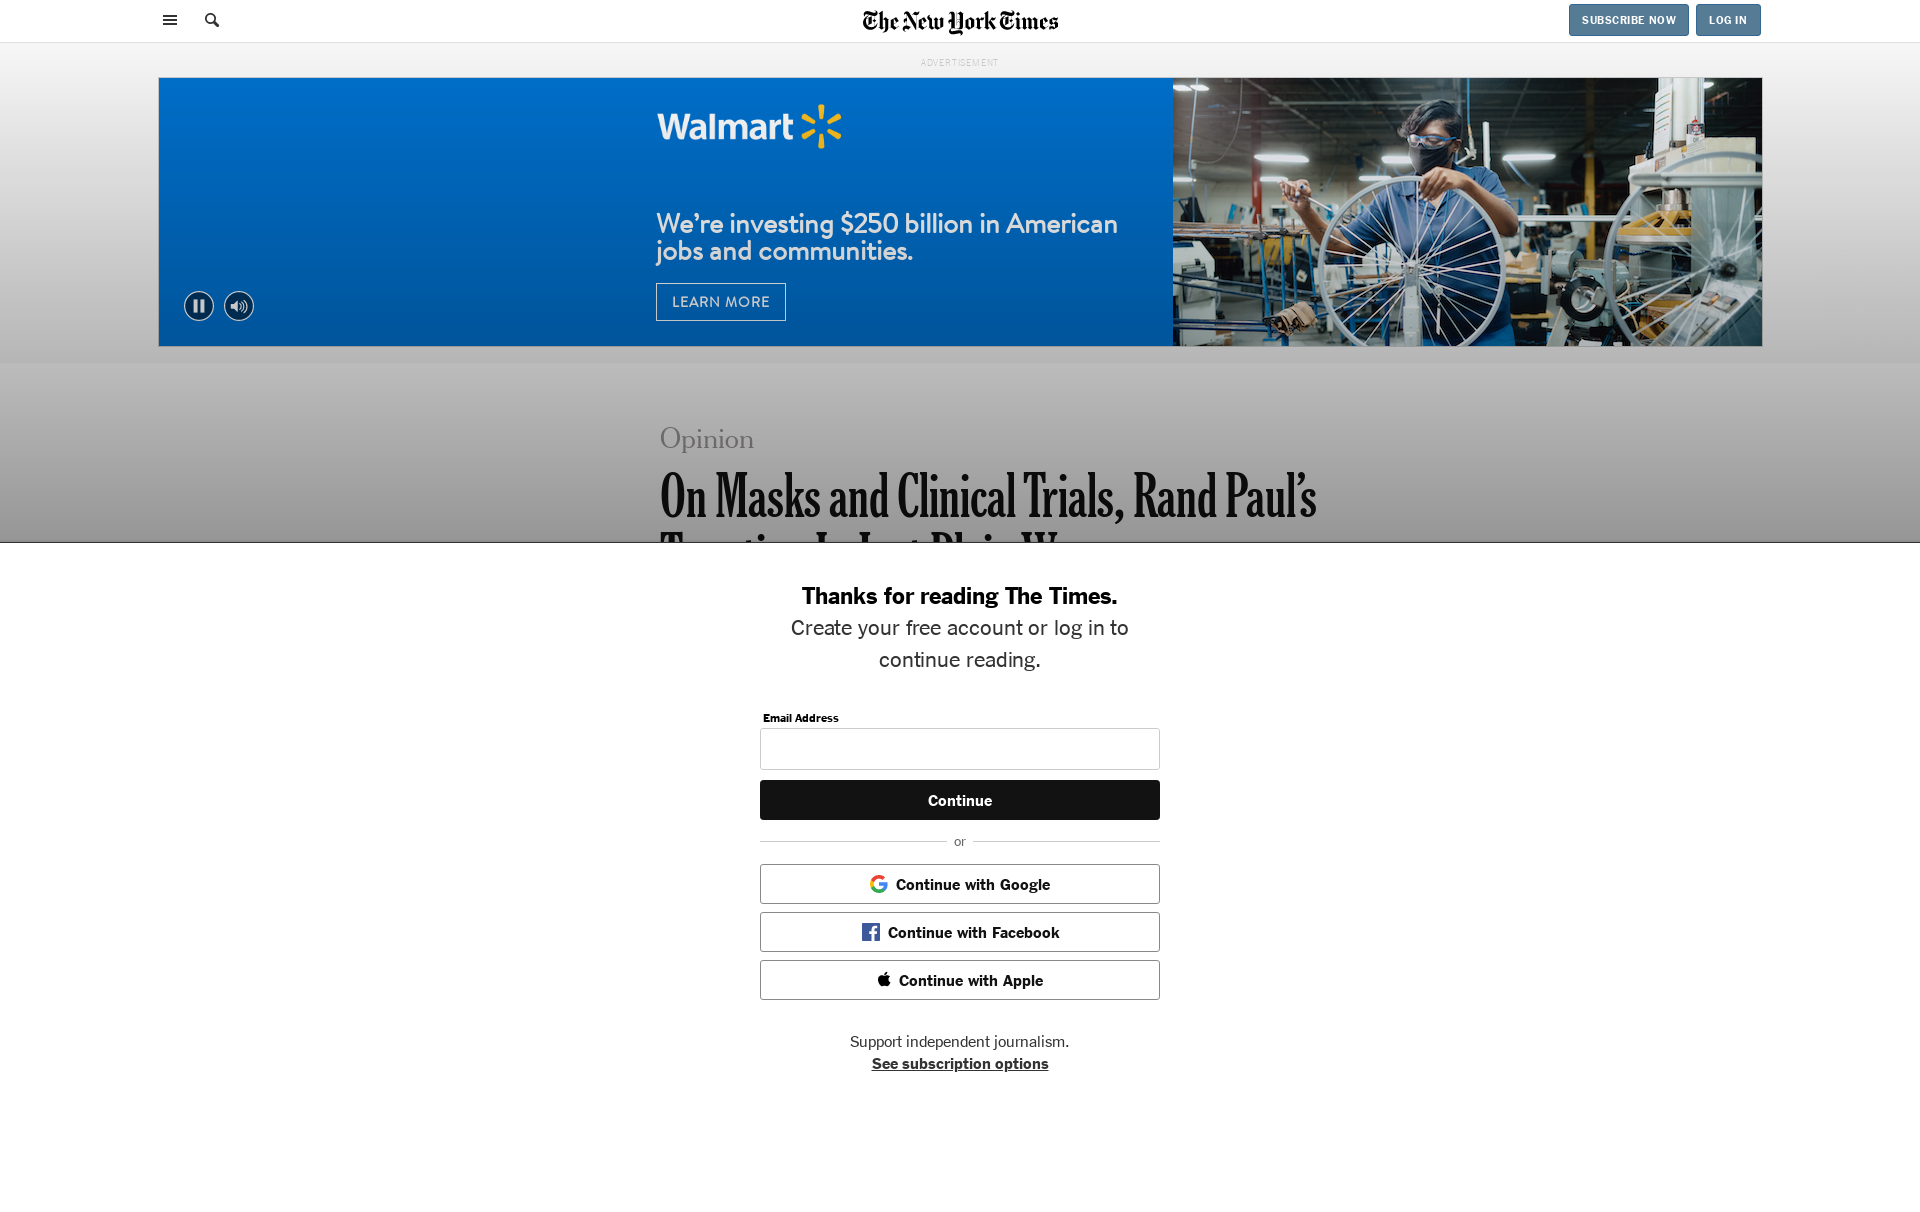 The New York Times
SUBSCRIBE NOW
LOG IN
ADVERTISEMENT
Walmart
We’re investing $250 billion in American
jobs and communities.
LEARN MORE
Opinion
On Masks and Clinical Trials, Rand Paul’s
Thanks for reading The Times.
Create your free account or log in to
continue reading.
Email Address
Continue
or
Continue with Google
Continue with Facebook
Continue with Apple
Support independent journalism.
See subscription options